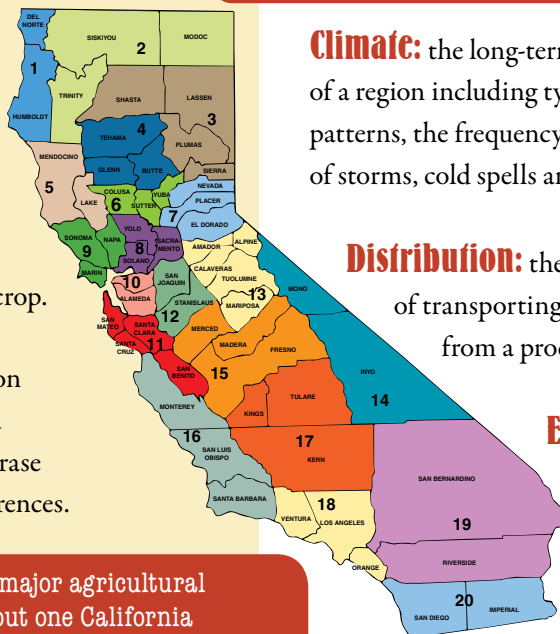 Climate: the long-term
of a region including
patterns, the frequency
of storms, cold spells
Distribution: the
of transporting
from a
crop.
on
rase
rences.
major agricultural
but one California
DEL NORTE
SISKIYOU
2
MODOC
1
HUMBOLDT
TRINITY
SHASTA
LASSEN
3
TEHAMA
4
PLUMAS
MENDOCINO
GLENN
BUTTE
SIERRA
5
LAKE
COLUSA
6
SUTTER
YUBA
NEVADA
7
PLACER
EL DORADO
SONOMA
9
NAPA
YOLO
8
SOLANO
SACRA-
MENTO
MARIN
AMADOR
ALPINE
10
ALAMEDA
SAN
JOAQUIN
CALAVERAS
TUOLUMNE
MONO
SAN
MATEO
SANTA
CLARA
12
STANISLAUS
13
MARIPOSA
SANTA
CRUZ
11
MERCED
MADERA
FRESNO
SAN
BENITO
15
INYO
14
MONTEREY
KINGS
TULARE
16
SAN LUIS
OBISPO
17
KERN
SANTA BARBARA
SAN BERNARDINO
19
VENTURA
18
LOS ANGELES
ORANGE
RIVERSIDE
20
SAN DIEGO
IMPERIAL